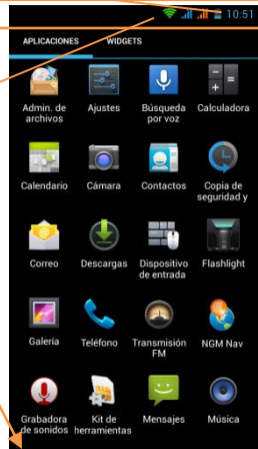 10:51
APLICACIONES WIDGETS
Admin. de Ajustes Búsqueda Calculadora
archivos por voz
Calendario Cámara Contactos Copia de
seguridad y
Correo Descargas Dispositivo Flashlight
de entrada
Galería Teléfono Transmisión NGM Nav
FM
Grabadora Kit de Mensajes Música
de sonidos herramientas